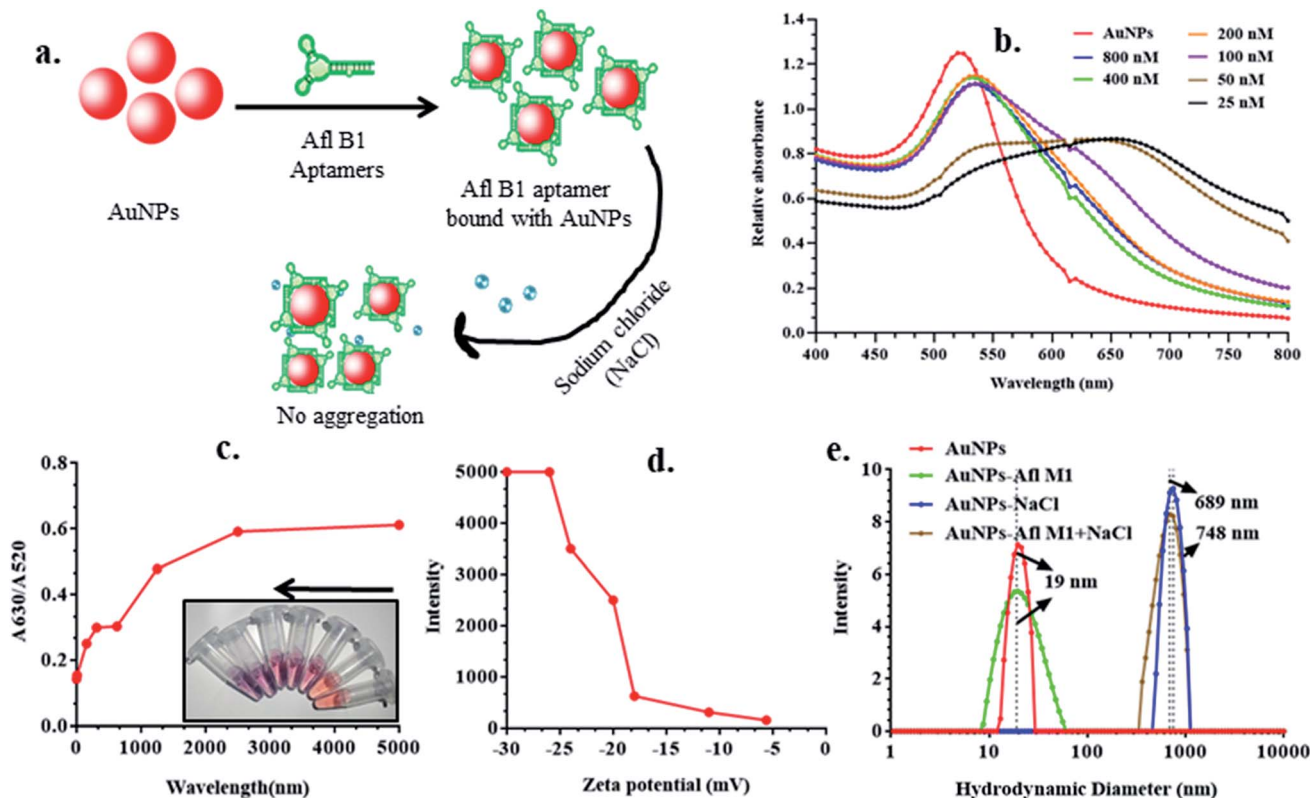 a.
AuNPs
Afl B1
Aptamers
Afl B1 aptamer
bound with AuNPs
Sodium chloride
(NaCl)
No aggregation
b.
AuNPs
800 nM
400 nM
200 nM
100 nM
50 nM
25 nM
1.4
1.2
1.0
0.8
0.6
0.4
0.2
0.0
Relative absorbance
400 450 500 550 600 650 700 750 800
Wavelength (nm)
c.
0.8
0.6
0.4
0.2
0.0
A630/A520
0 1000 2000 3000 4000 5000
Wavelength(nm)
d.
5000
4000
3000
2000
1000
0
Intensity
-30 -25 -20 -15 -10 -5 0
Zeta potential (mV)
e.
AuNPs
AuNPs-Afl M1
AuNPs-NaCl
AuNPs-Afl M1+NaCl
10
8
6
4
2
0
Intensity
19 nm
689 nm
748 nm
1 10 100 1000 10000
Hydrodynamic Diameter (nm)